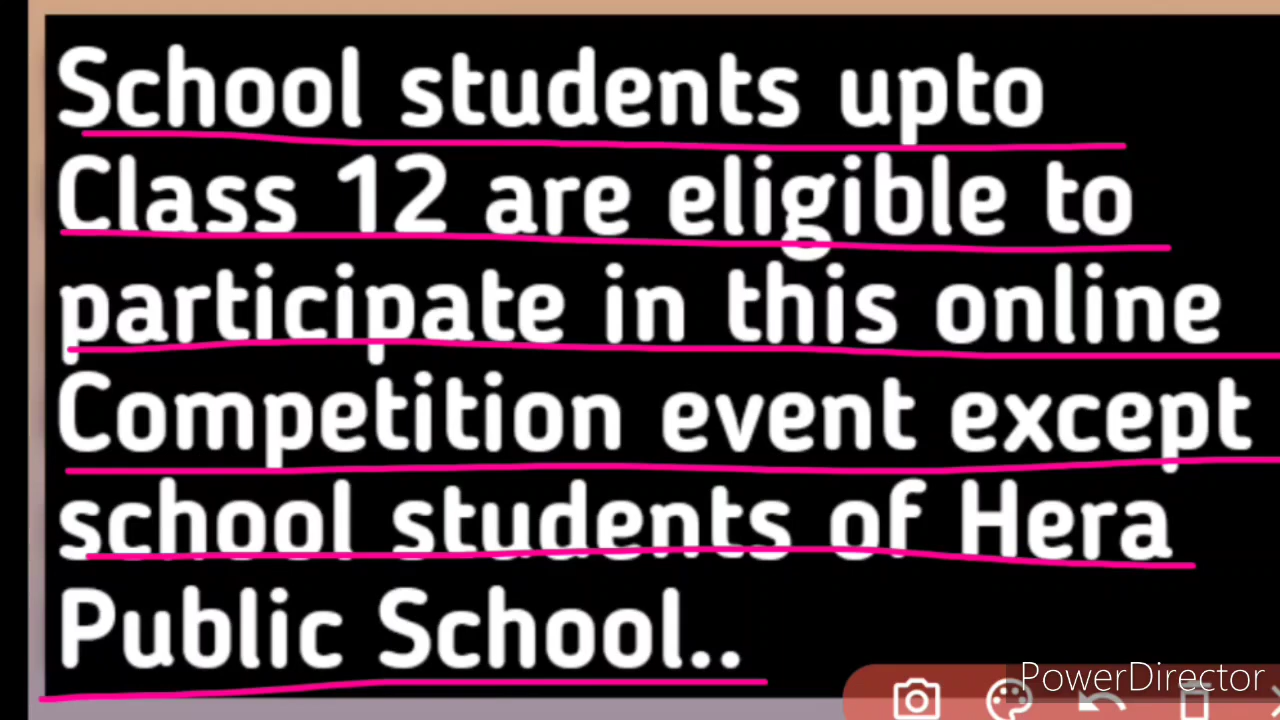 School students upto
Class 12 are eligible to
participate in this online
Competition event except
school students of Hera
Public School..
PowerDirector